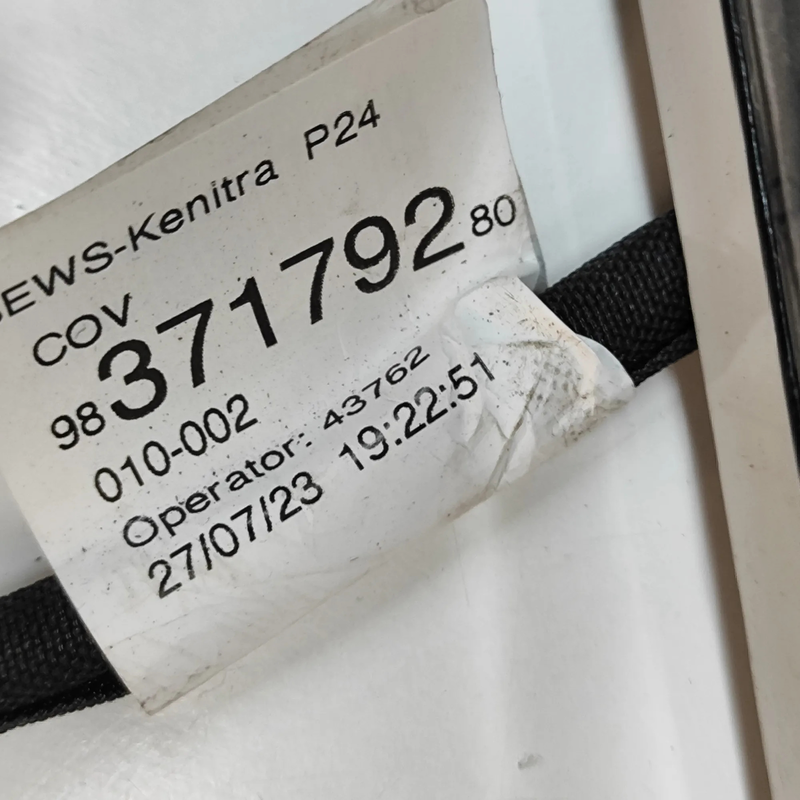 SEWS-Kenitra P24
COV
98371792 80
010-002
Operator: 43762
27/07/23 19:22:51